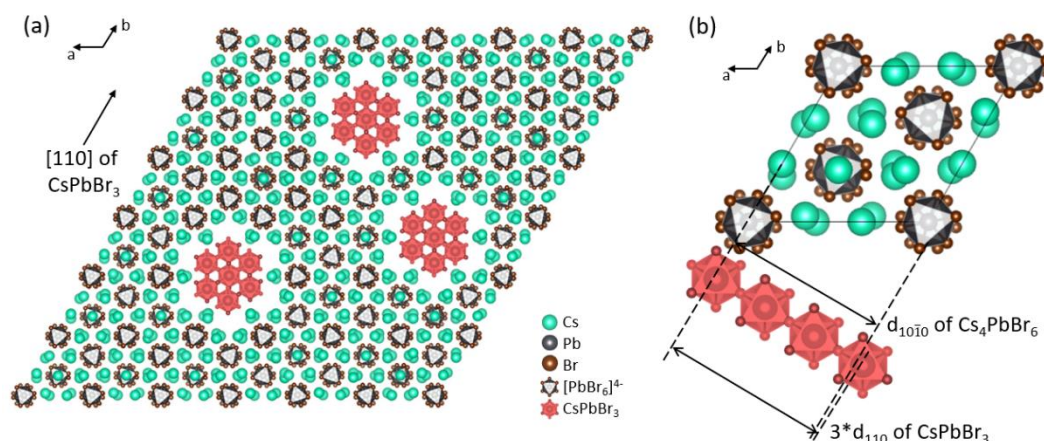 (a)
b
a
[110] of
CsPbBr₃
Cs
Pb
Br
[PbBr₆]⁴⁻
CsPbBr₃
(b)
b
a
d₁₀₁̄₀ of Cs₄PbBr₆
3*d₁₁₀ of CsPbBr₃